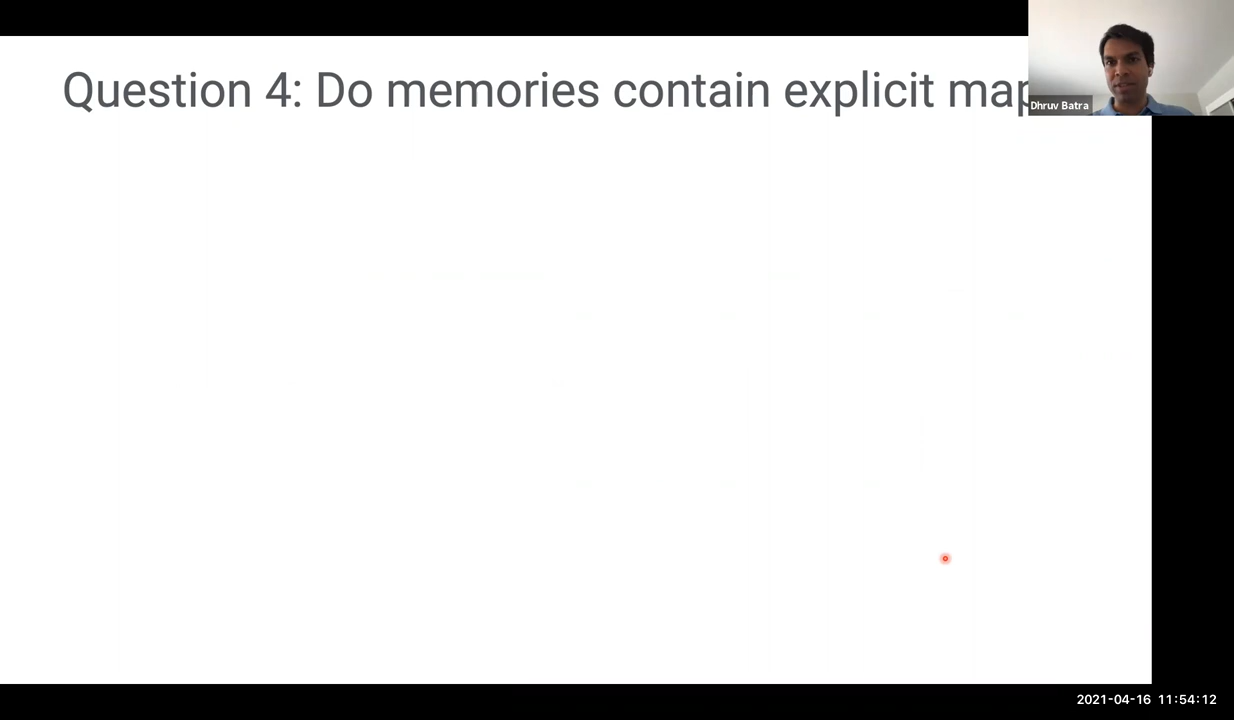 Question 4: Do memories contain explicit map
Dhruv Batra
2021-04-16 11:54:12